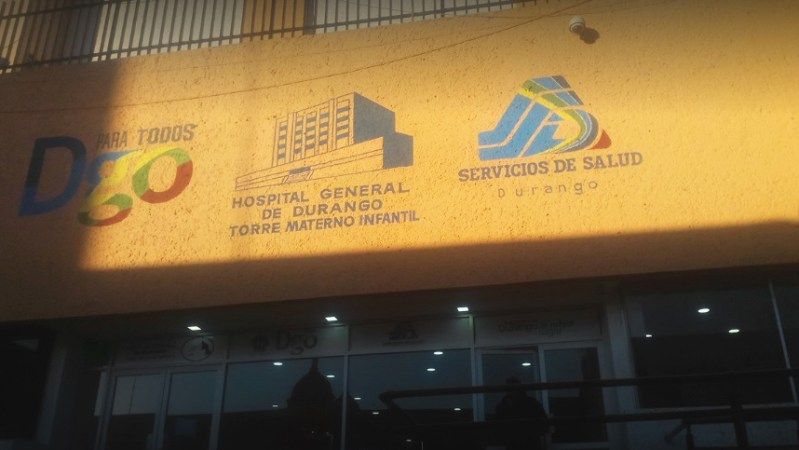 PARA TODOS
Dgo
HOSPITAL GENERAL
DE DURANGO
TORRE MATERNO INFANTIL
SERVICIOS DE SALUD
Durango
Dgo